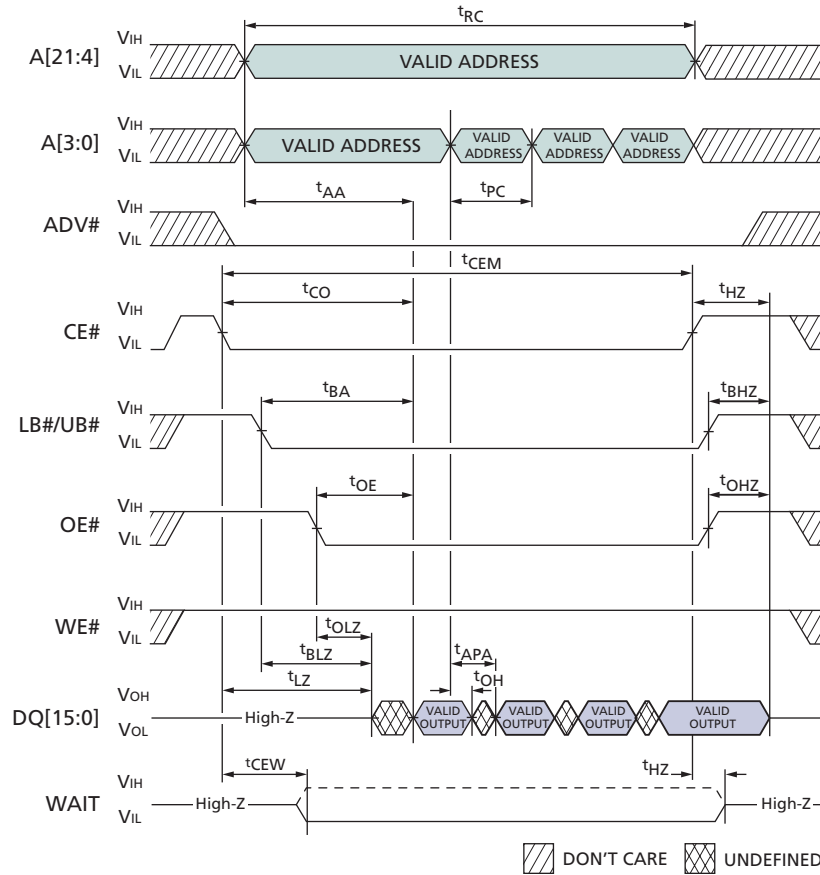 tRC
VIH
A[21:4]
VALID ADDRESS
VIL
VIH
A[3:0]
VALID ADDRESS
VALID ADDRESS
VALID ADDRESS
VALID ADDRESS
VIL
tAA
tPC
VIH
ADV#
VIL
tCEM
tCO
tHZ
VIH
CE#
VIL
tBA
tBHZ
VIH
LB#/UB#
VIL
tOE
tOHZ
VIH
OE#
VIL
VIH
WE#
VIL
tOLZ
tBLZ
tAPA
tLZ
tOH
VOH
DQ[15:0]
High-Z
VALID OUTPUT
VALID OUTPUT
VALID OUTPUT
VALID OUTPUT
VOL
tCEW
tHZ
VIH
WAIT
High-Z
High-Z
VIL
DON'T CARE
UNDEFINED